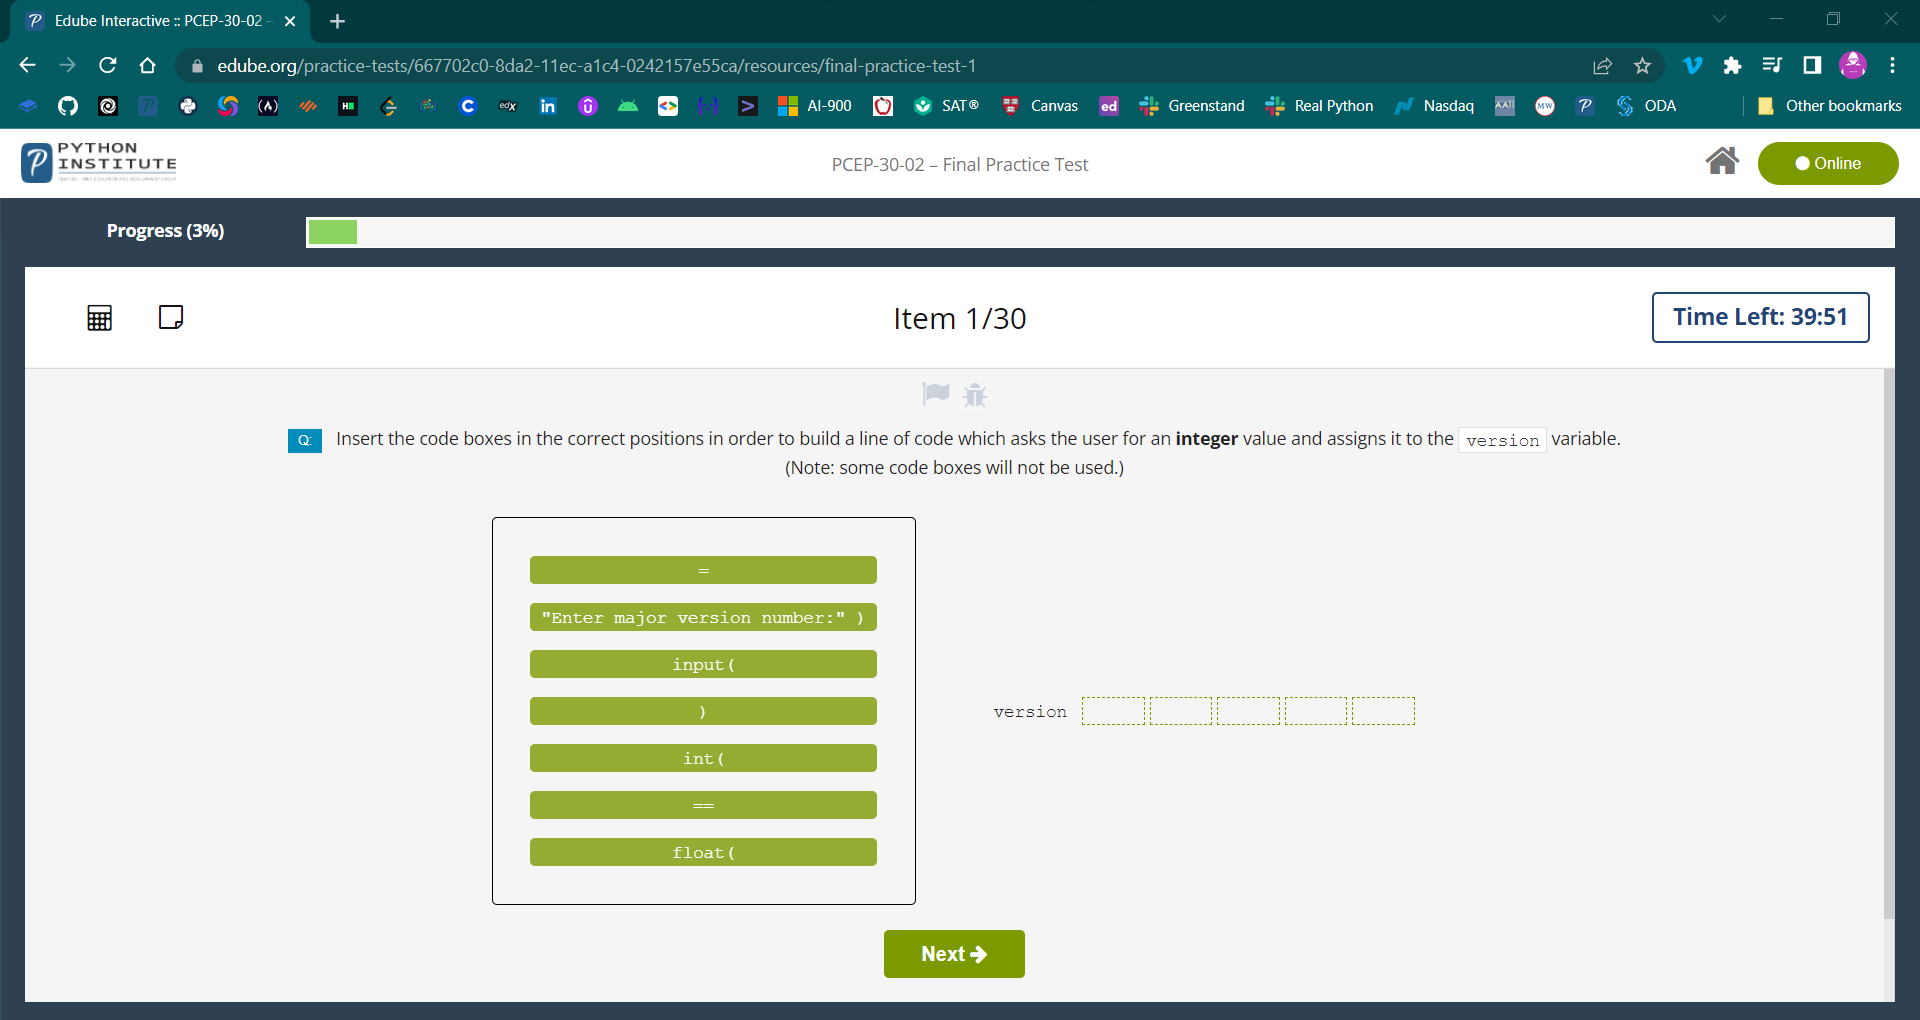 Edube Interactive :: PCEP-30-02 -
edube.org/practice-tests/667702c0-8da2-11ec-a1c4-0242157e55ca/resources/final-practice-test-1
AI-900
SAT®
Canvas
ed
Greenstand
Real Python
Nasdaq
MW
ODA
Other bookmarks
PYTHON
INSTITUTE
PCEP-30-02 – Final Practice Test
Online
Progress (3%)
Item 1/30
Time Left: 39:51
Q: Insert the code boxes in the correct positions in order to build a line of code which asks the user for an integer value and assigns it to the version variable.
(Note: some code boxes will not be used.)
=
"Enter major version number:" )
input(
)
int(
==
float(
version
Next